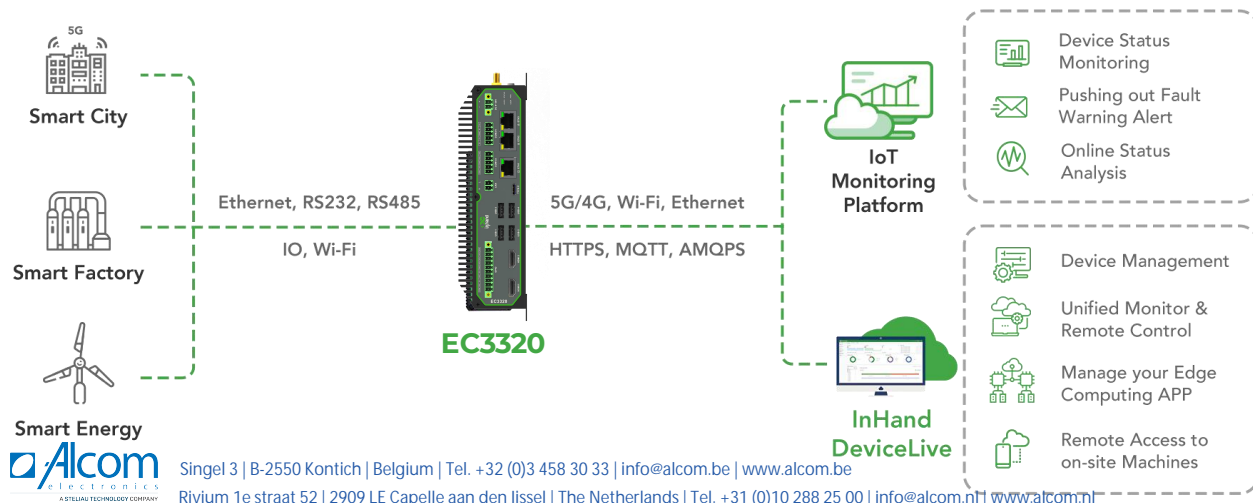 5G
Smart City
Smart Factory
Smart Energy
Ethernet, RS232, RS485
IO, Wi-Fi
EC3320
EC3320
5G/4G, Wi-Fi, Ethernet
HTTPS, MQTT, AMQPS
IoT
Monitoring
Platform
InHand
DeviceLive
Device Status
Monitoring
Pushing out Fault
Warning Alert
Online Status
Analysis
Device Management
Unified Monitor &
Remote Control
Manage your Edge
Computing APP
Remote Access to
on-site Machines
Alcom
electronics
A STELIAU TECHNOLOGY COMPANY
Singel 3 | B-2550 Kontich | Belgium | Tel. +32 (0)3 458 30 33 | info@alcom.be | www.alcom.be
Rivium 1e straat 52 | 2909 LE Capelle aan den Ijssel | The Netherlands | Tel. +31 (0)10 288 25 00 | info@alcom.nl | www.alcom.nl